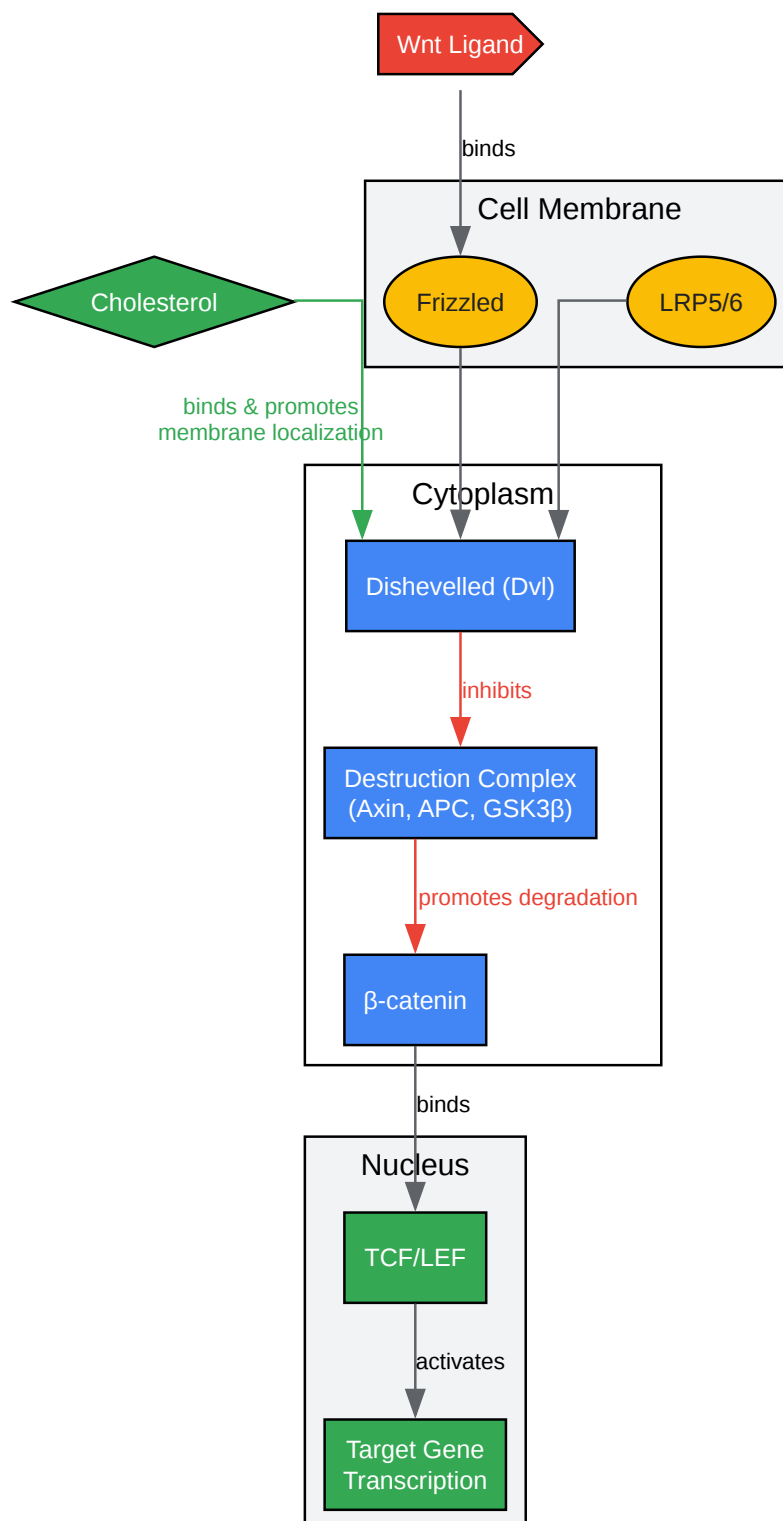 Wnt Ligand
binds
Cell Membrane
Cholesterol
Frizzled
LRP5/6
binds & promotes
membrane localization
Cytoplasm
Dishevelled (Dvl)
inhibits
Destruction Complex
(Axin, APC, GSK3β)
promotes degradation
β-catenin
binds
Nucleus
TCF/LEF
activates
Target Gene
Transcription